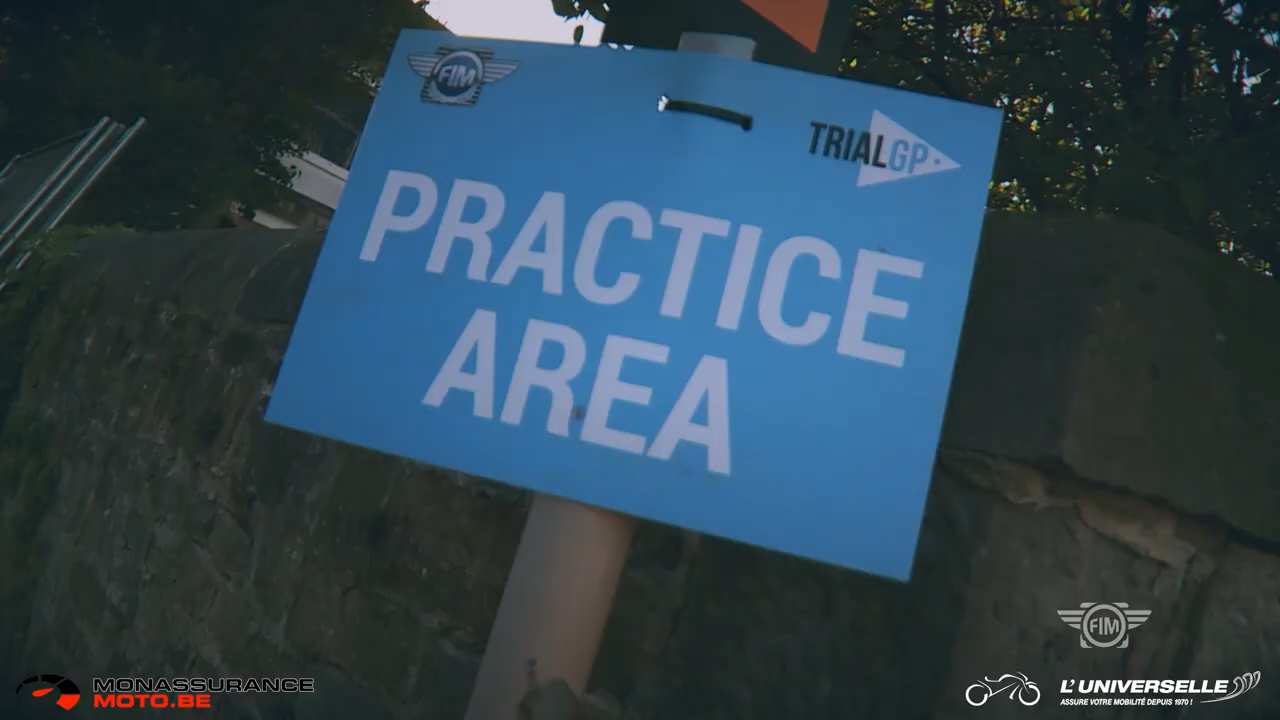 FIM
TRIALGP
PRACTICE
AREA
FIM
MONASSURANCE
MOTO.BE
L'UNIVERSELLE
ASSURE VOTRE MOBILITÉ DEPUIS 1970 !